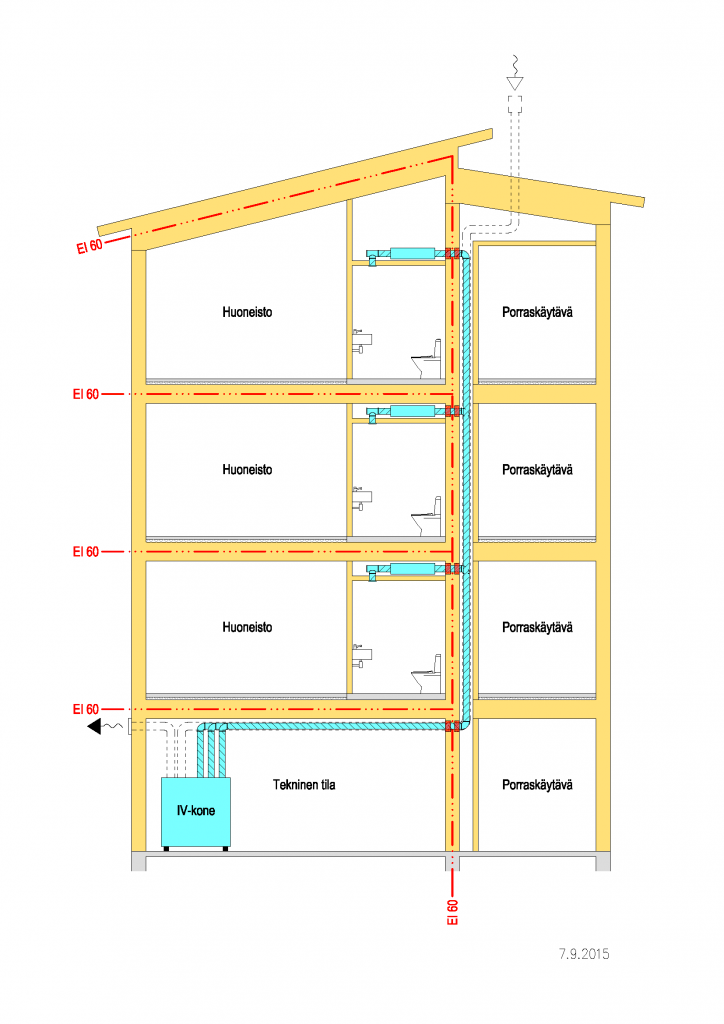 EI 60
Huoneisto
Porraskäytävä
EI 60
Huoneisto
Porraskäytävä
EI 60
Huoneisto
Porraskäytävä
EI 60
Tekninen tila
Porraskäytävä
IV-kone
EI 60
7.9.2015